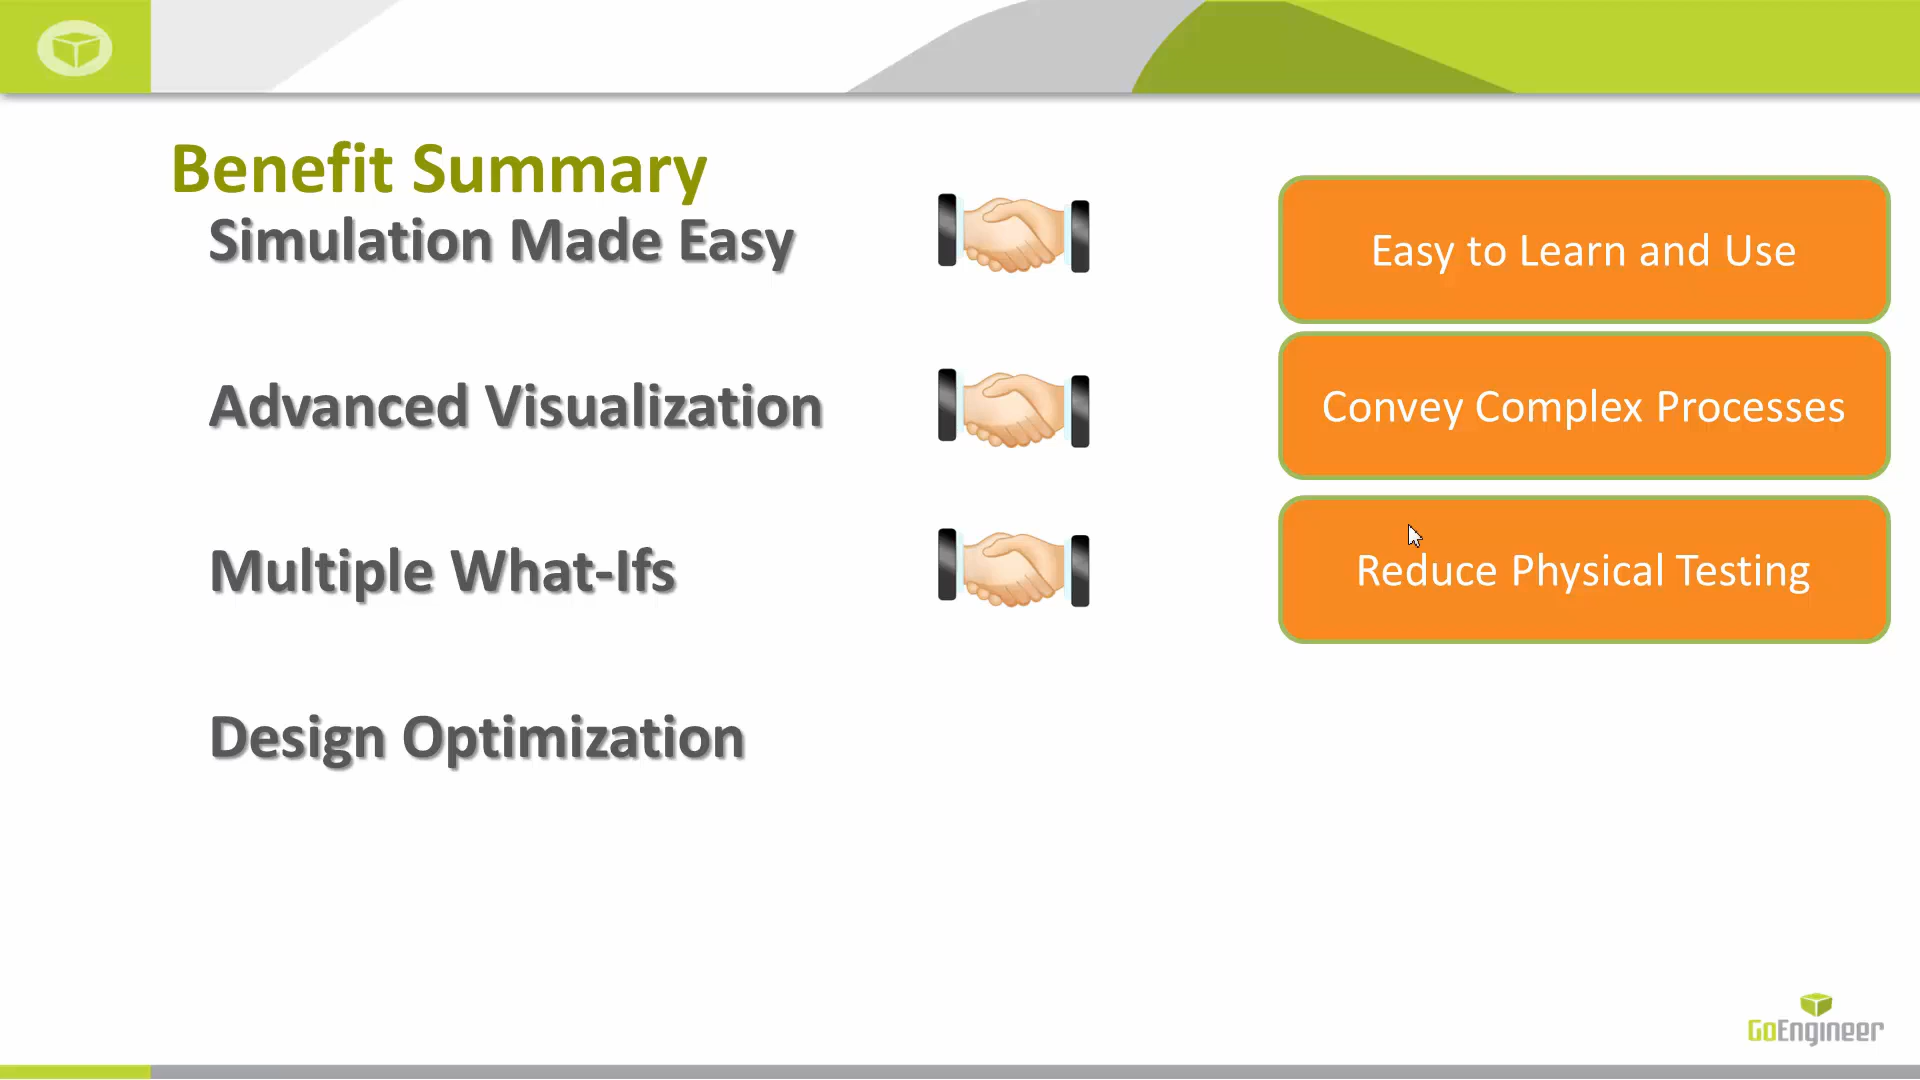 Benefit Summary
Simulation Made Easy
Easy to Learn and Use
Advanced Visualization
Convey Complex Processes
Multiple What-Ifs
Reduce Physical Testing
Design Optimization
GoEngineer